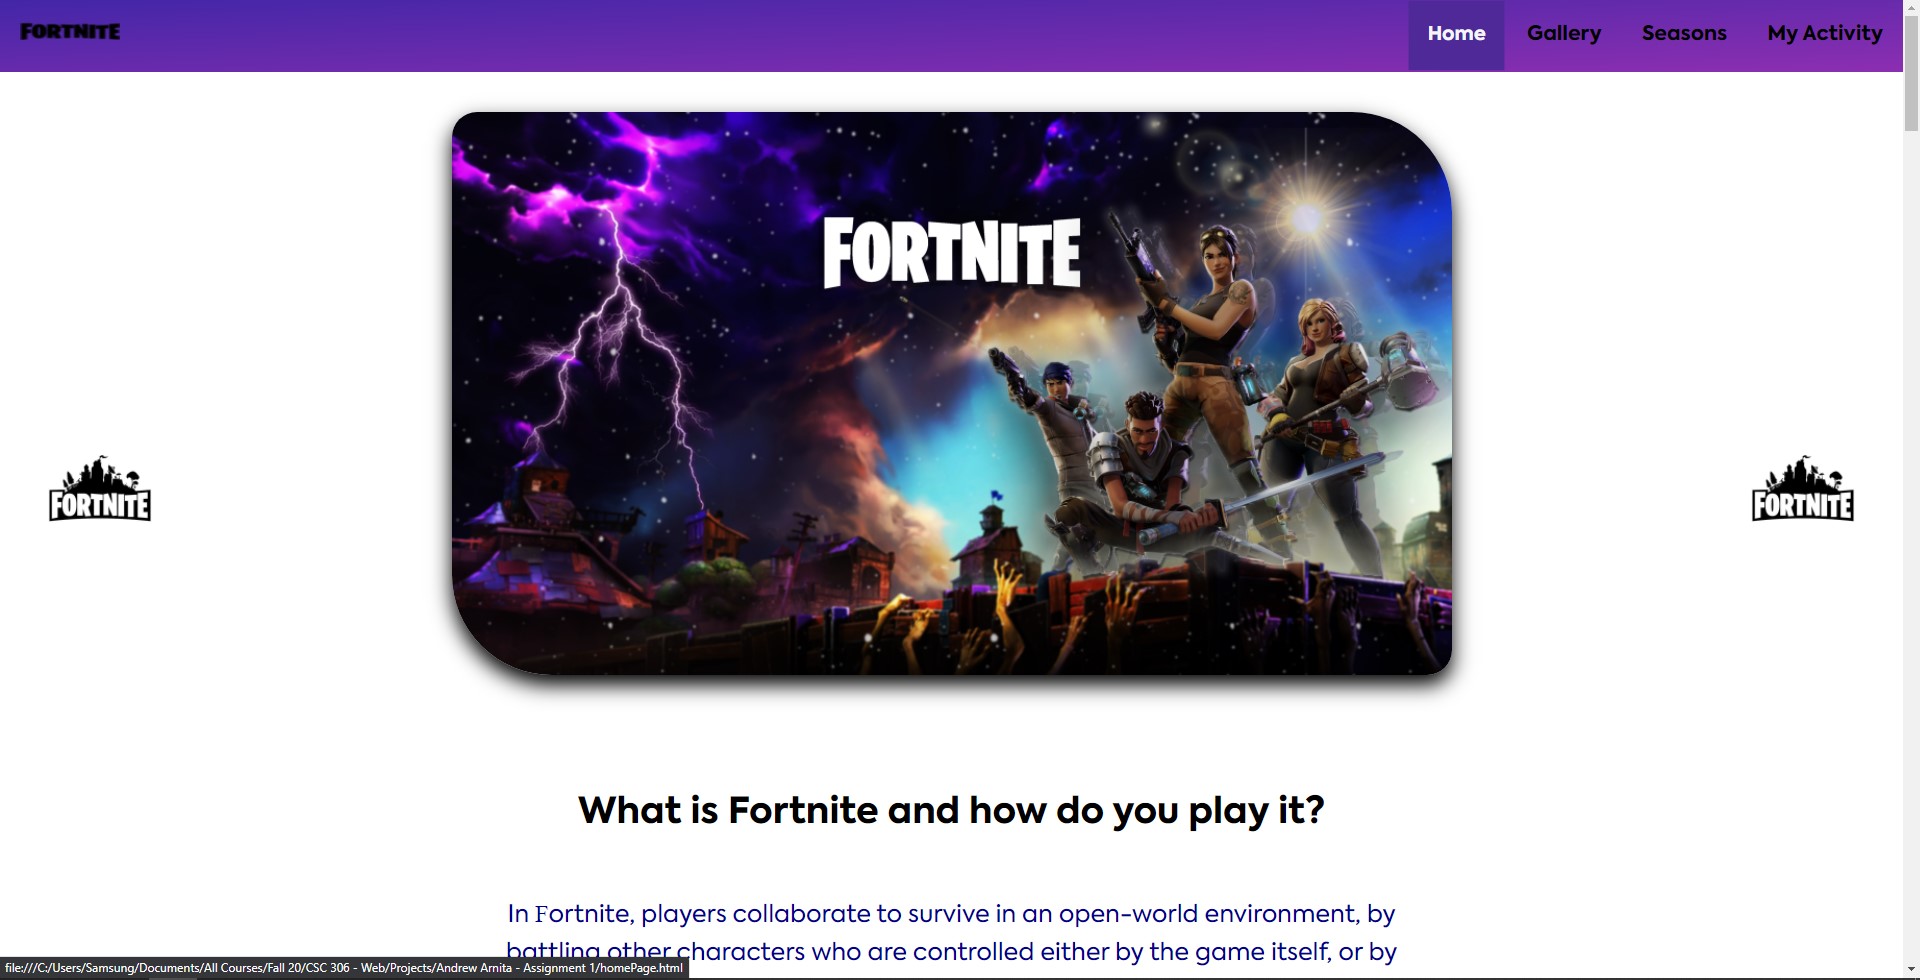 FORTNITE
Home Gallery Seasons My Activity
FORTNITE
FORTNITE
FORTNITE
What is Fortnite and how do you play it?
In Fortnite, players collaborate to survive in an open-world environment, by
battling other characters who are controlled either by the game itself, or by
file:///C:/Users/Samsung/Documents/All Courses/Fall 20/CSC 306 - Web/Projects/Andrew Arnita - Assignment 1/homePage.html